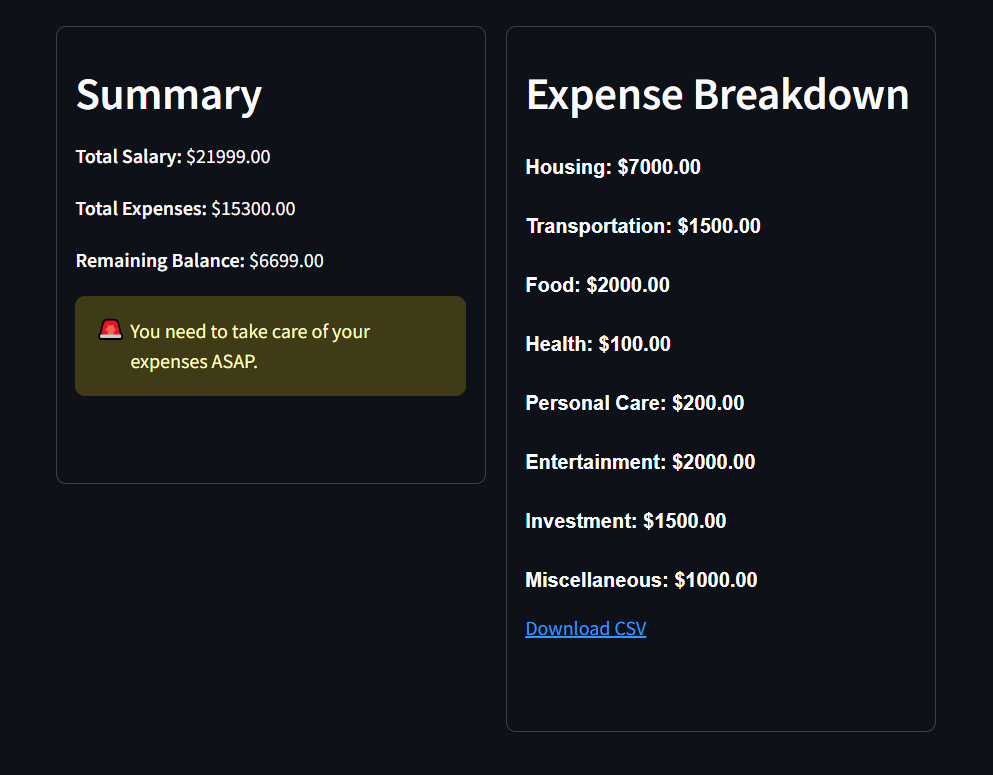 Summary
Total Salary: $21999.00
Total Expenses: $15300.00
Remaining Balance: $6699.00
You need to take care of your
expenses ASAP.
Expense Breakdown
Housing: $7000.00
Transportation: $1500.00
Food: $2000.00
Health: $100.00
Personal Care: $200.00
Entertainment: $2000.00
Investment: $1500.00
Miscellaneous: $1000.00
Download CSV